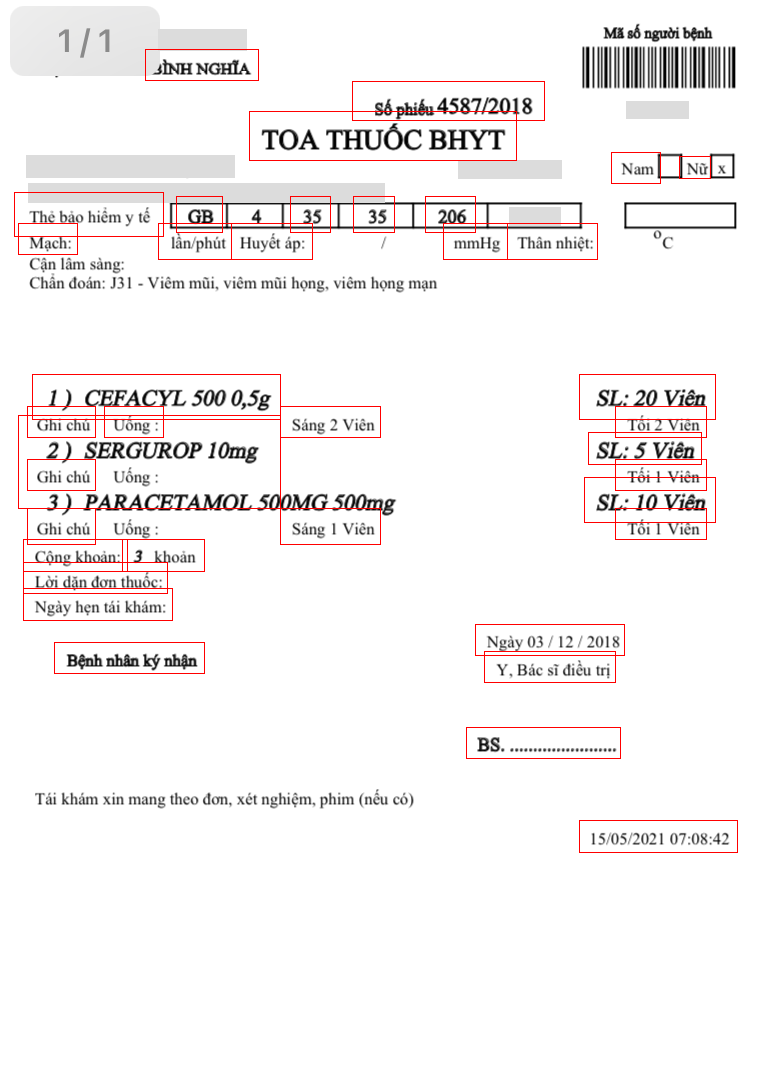 1/1
Mã số người bệnh
BÌNH NGHĨA
Số phiếu 4587/2018
TOA THUỐC BHYT
Nam Nữ x
Thẻ bảo hiểm y tế GB 4 35 35 206
Mạch: lần/phút Huyết áp: / mmHg Thân nhiệt: °C
Cận lâm sàng:
Chẩn đoán: J31 - Viêm mũi, viêm mũi họng, viêm họng mạn
1 ) CEFACYL 500 0,5g SL: 20 Viên
Ghi chú Uống : Sáng 2 Viên Tối 2 Viên
2 ) SERGUROP 10mg SL: 5 Viên
Ghi chú Uống : Tối 1 Viên
3 ) PARACETAMOL 500MG 500mg SL: 10 Viên
Ghi chú Uống : Sáng 1 Viên Tối 1 Viên
Cộng khoản: 3 khoản
Lời dặn đơn thuốc:
Ngày hẹn tái khám:
Ngày 03 / 12 / 2018
Bệnh nhân ký nhận Y, Bác sĩ điều trị
BS. .......................
Tái khám xin mang theo đơn, xét nghiệm, phim (nếu có)
15/05/2021 07:08:42